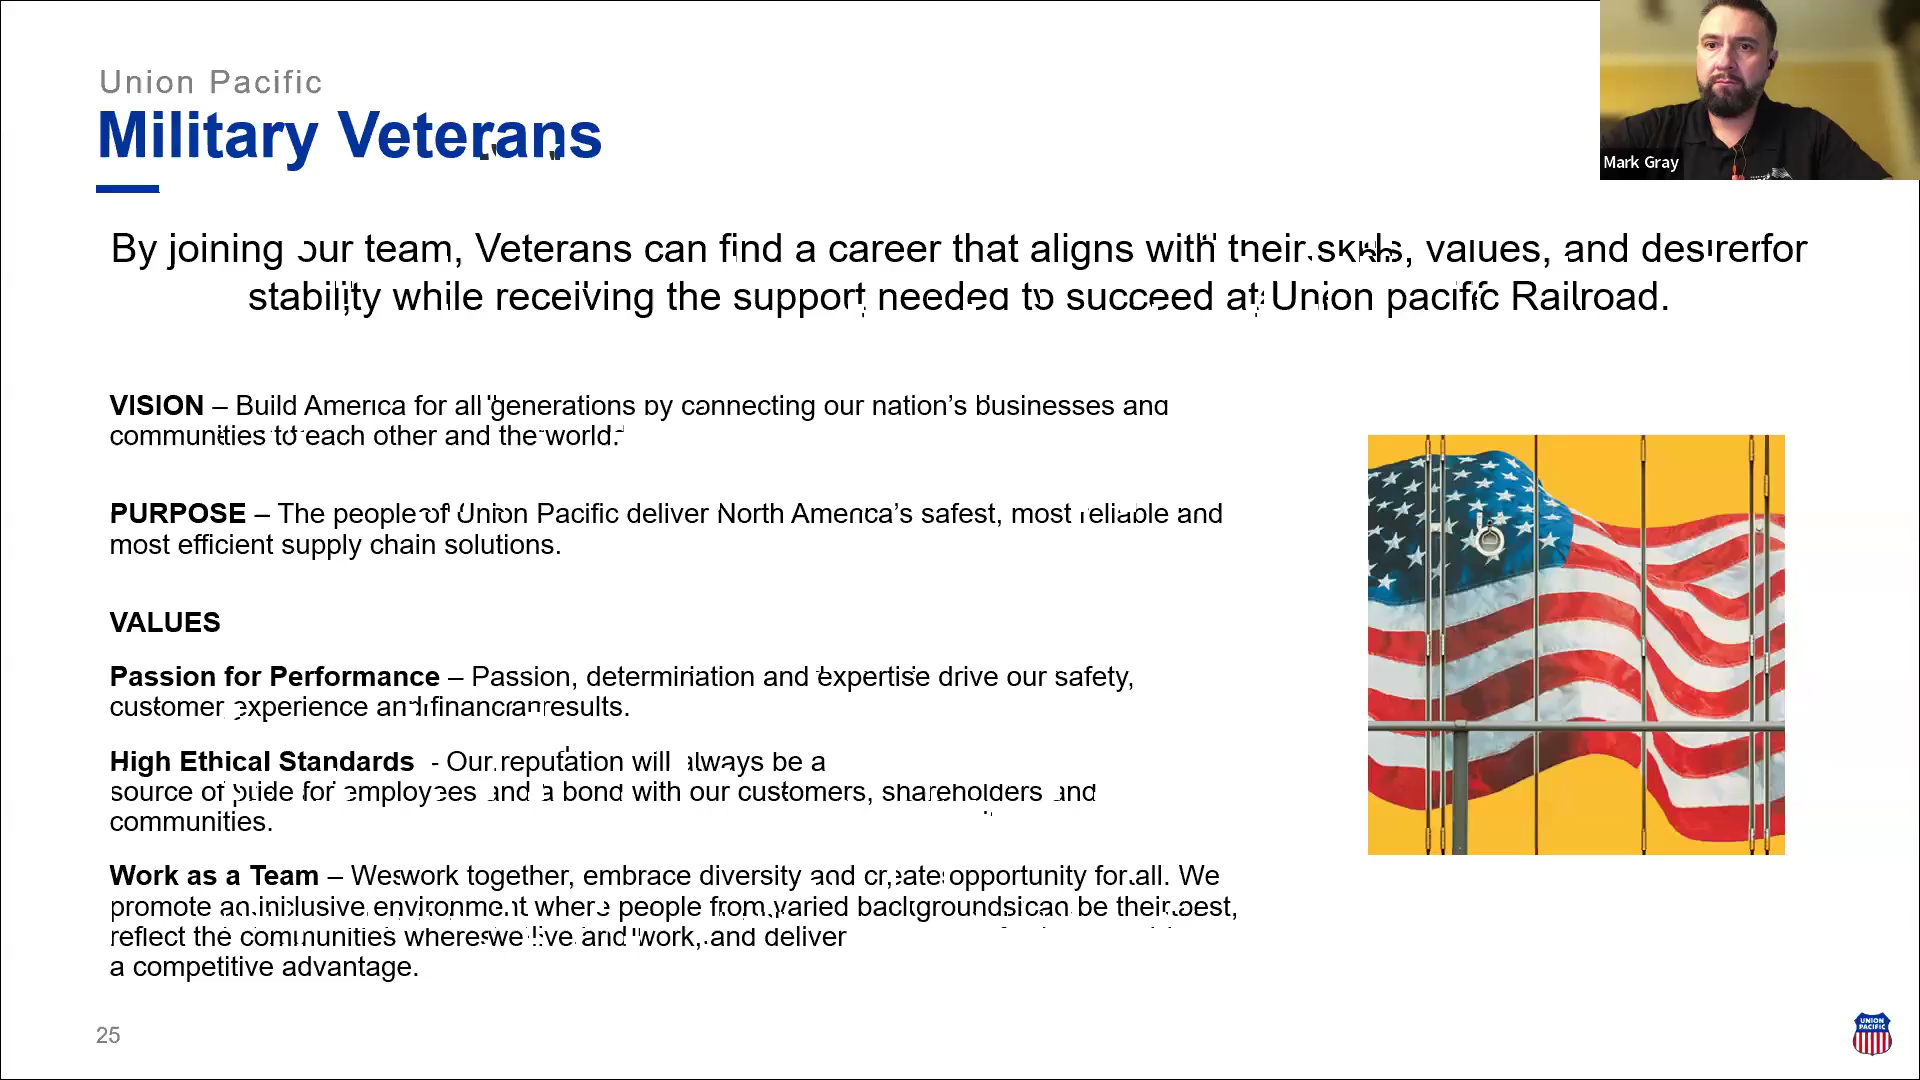 Union Pacific
Military Veterans
Mark Gray
By joining our team, Veterans can find a career that aligns with their skills, values, and desire for
stability while receiving the support needed to succeed at Union pacific Railroad.
VISION – Build America for all generations by connecting our nation’s businesses and
communities to each other and the world.
PURPOSE – The people of Union Pacific deliver North America’s safest, most reliable and
most efficient supply chain solutions.
VALUES
Passion for Performance – Passion, determination and expertise drive our safety,
customer experience and financial results.
High Ethical Standards - Our reputation will always be a
source of pride for employees and a bond with our customers, shareholders and
communities.
Work as a Team – We work together, embrace diversity and create opportunity for all. We
promote an inclusive environment where people from varied backgrounds can be their best,
reflect the communities where we live and work, and deliver
a competitive advantage.
25
UNION
PACIFIC